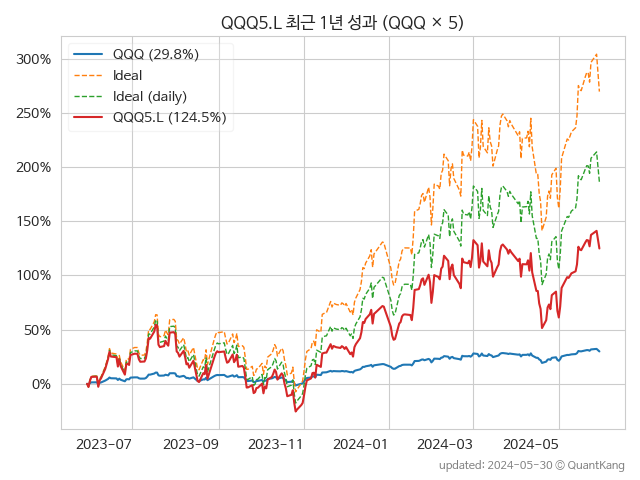 QQQ5.L 최근 1년 성과 (QQQ × 5)
QQQ (29.8%)
Ideal
Ideal (daily)
QQQ5.L (124.5%)
300%
250%
200%
150%
100%
50%
0%
2023-07 2023-09 2023-11 2024-01 2024-03 2024-05
updated: 2024-05-30 © QuantKang